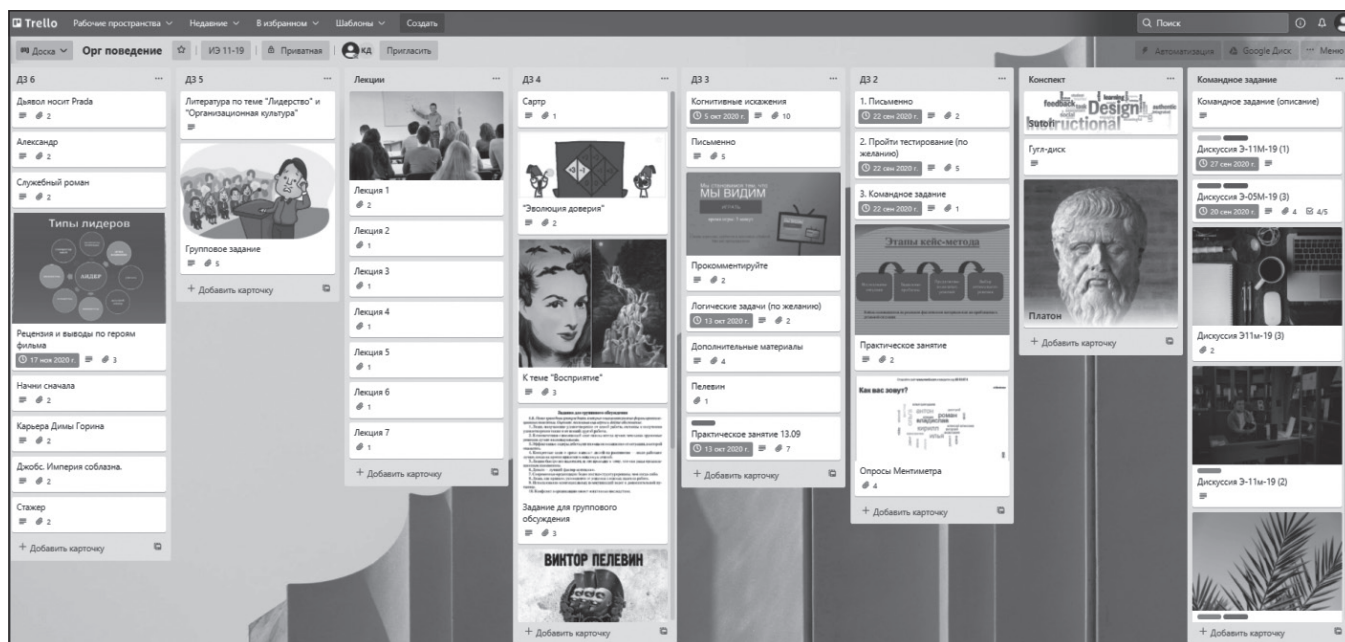 Trello
Рабочие пространства
Недавние
В избранном
Шаблоны
Создать
Поиск
Доска
Орг поведение
ИЭ 11-19
Приватная
КД
Пригласить
Автоматизация
Google Диск
Меню
ДЗ 6
Дьявол носит Prada
2
Александр
2
Служебный роман
2
Типы лидеров
ЛИДЕР
Рецензия и выводы по героям
фильма
17 ноя 2020 г.
3
Начни сначала
2
Карьера Димы Горина
2
Джобс. Империя соблазна.
2
Стажер
2
+ Добавить карточку
ДЗ 5
Литература по теме "Лидерство" и
"Организационная культура"
Групповое задание
5
+ Добавить карточку
Лекции
Лекция 1
2
Лекция 2
1
Лекция 3
1
Лекция 4
1
Лекция 5
1
Лекция 6
1
Лекция 7
1
+ Добавить карточку
ДЗ 4
Сартр
1
"Эволюция доверия"
2
К теме "Восприятие"
3
Задание для группового обсуждения
Задание для группового
обсуждения
3
ВИКТОР ПЕЛЕВИН
+ Добавить карточку
ДЗ 3
Когнитивные искажения
5 окт 2020 г.
10
Письменно
5
МЫ ВИДИМ
Прокомментируйте
2
Логические задачи (по желанию)
13 окт 2020 г.
2
Дополнительные материалы
4
Пелевин
1
Практическое занятие 13.09
13 окт 2020 г.
7
+ Добавить карточку
ДЗ 2
1. Письменно
22 сен 2020 г.
2
2. Пройти тестирование (по
желанию)
22 сен 2020 г.
5
3. Командное задание
22 сен 2020 г.
1
Этапы кейс-метода
Практическое занятие
2
Как вас зовут?
антон
роман
владислав
кирилл
илья
Опросы Ментиметра
4
+ Добавить карточку
Конспект
feedback
learning
Design
authentic
Instructional
Гугл-диск
Платон
+ Добавить карточку
Командное задание
Командное задание (описание)
Дискуссия Э-11М-19 (1)
27 сен 2020 г.
Дискуссия Э-05М-19 (3)
20 сен 2020 г.
4
4/5
Дискуссия Э11м-19 (3)
2
Дискуссия Э-11м-19 (2)
+ Добавить карточку